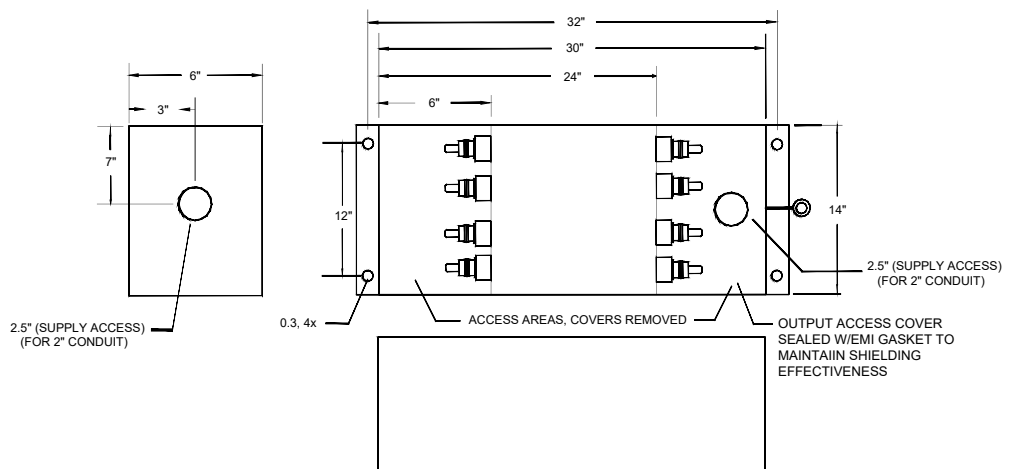 32"
30"
24"
6"
6"
3"
7"
12"
14"
2.5" (SUPPLY ACCESS)
(FOR 2" CONDUIT)
2.5" (SUPPLY ACCESS)
(FOR 2" CONDUIT)
0.3, 4x
ACCESS AREAS, COVERS REMOVED
OUTPUT ACCESS COVER
SEALED W/EMI GASKET TO
MAINTAIIN SHIELDING
EFFECTIVENESS